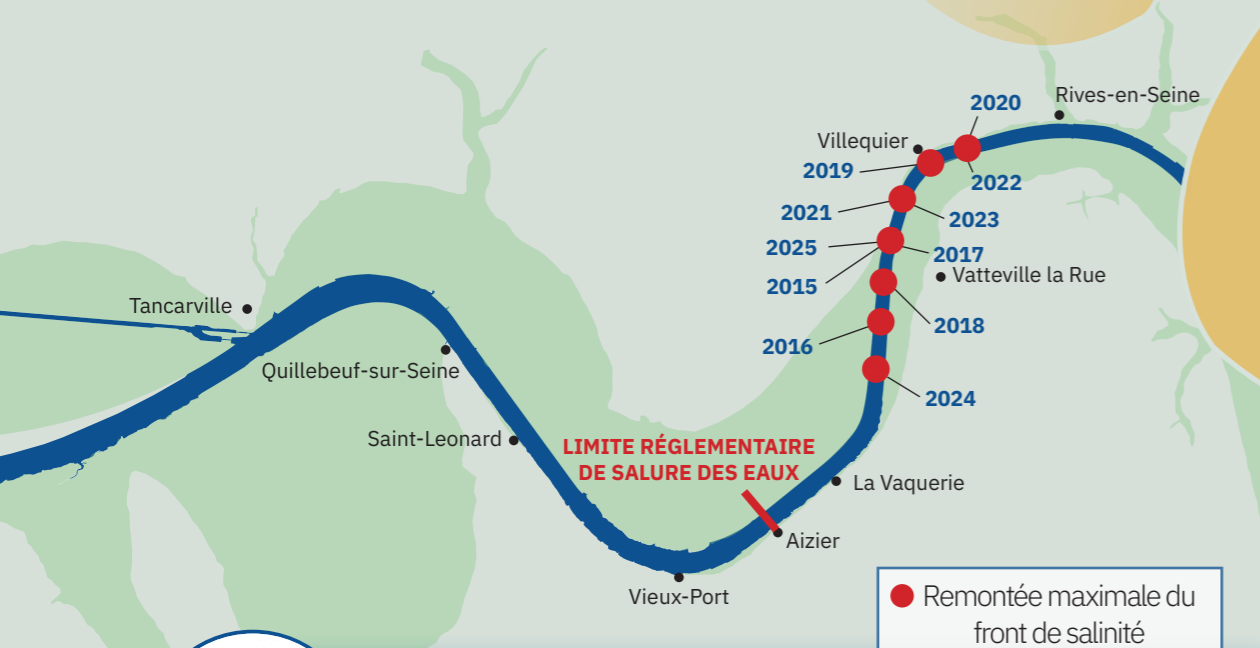 Rives-en-Seine
2020
Villequier
2019
2022
2021
2023
2025
2017
Vatteville la Rue
2015
Tancarville
2018
2016
Quillebeuf-sur-Seine
2024
Saint-Leonard
LIMITE RÉGLEMENTAIRE
DE SALURE DES EAUX
La Vaquerie
Aizier
Vieux-Port
Remontée maximale du
front de salinité